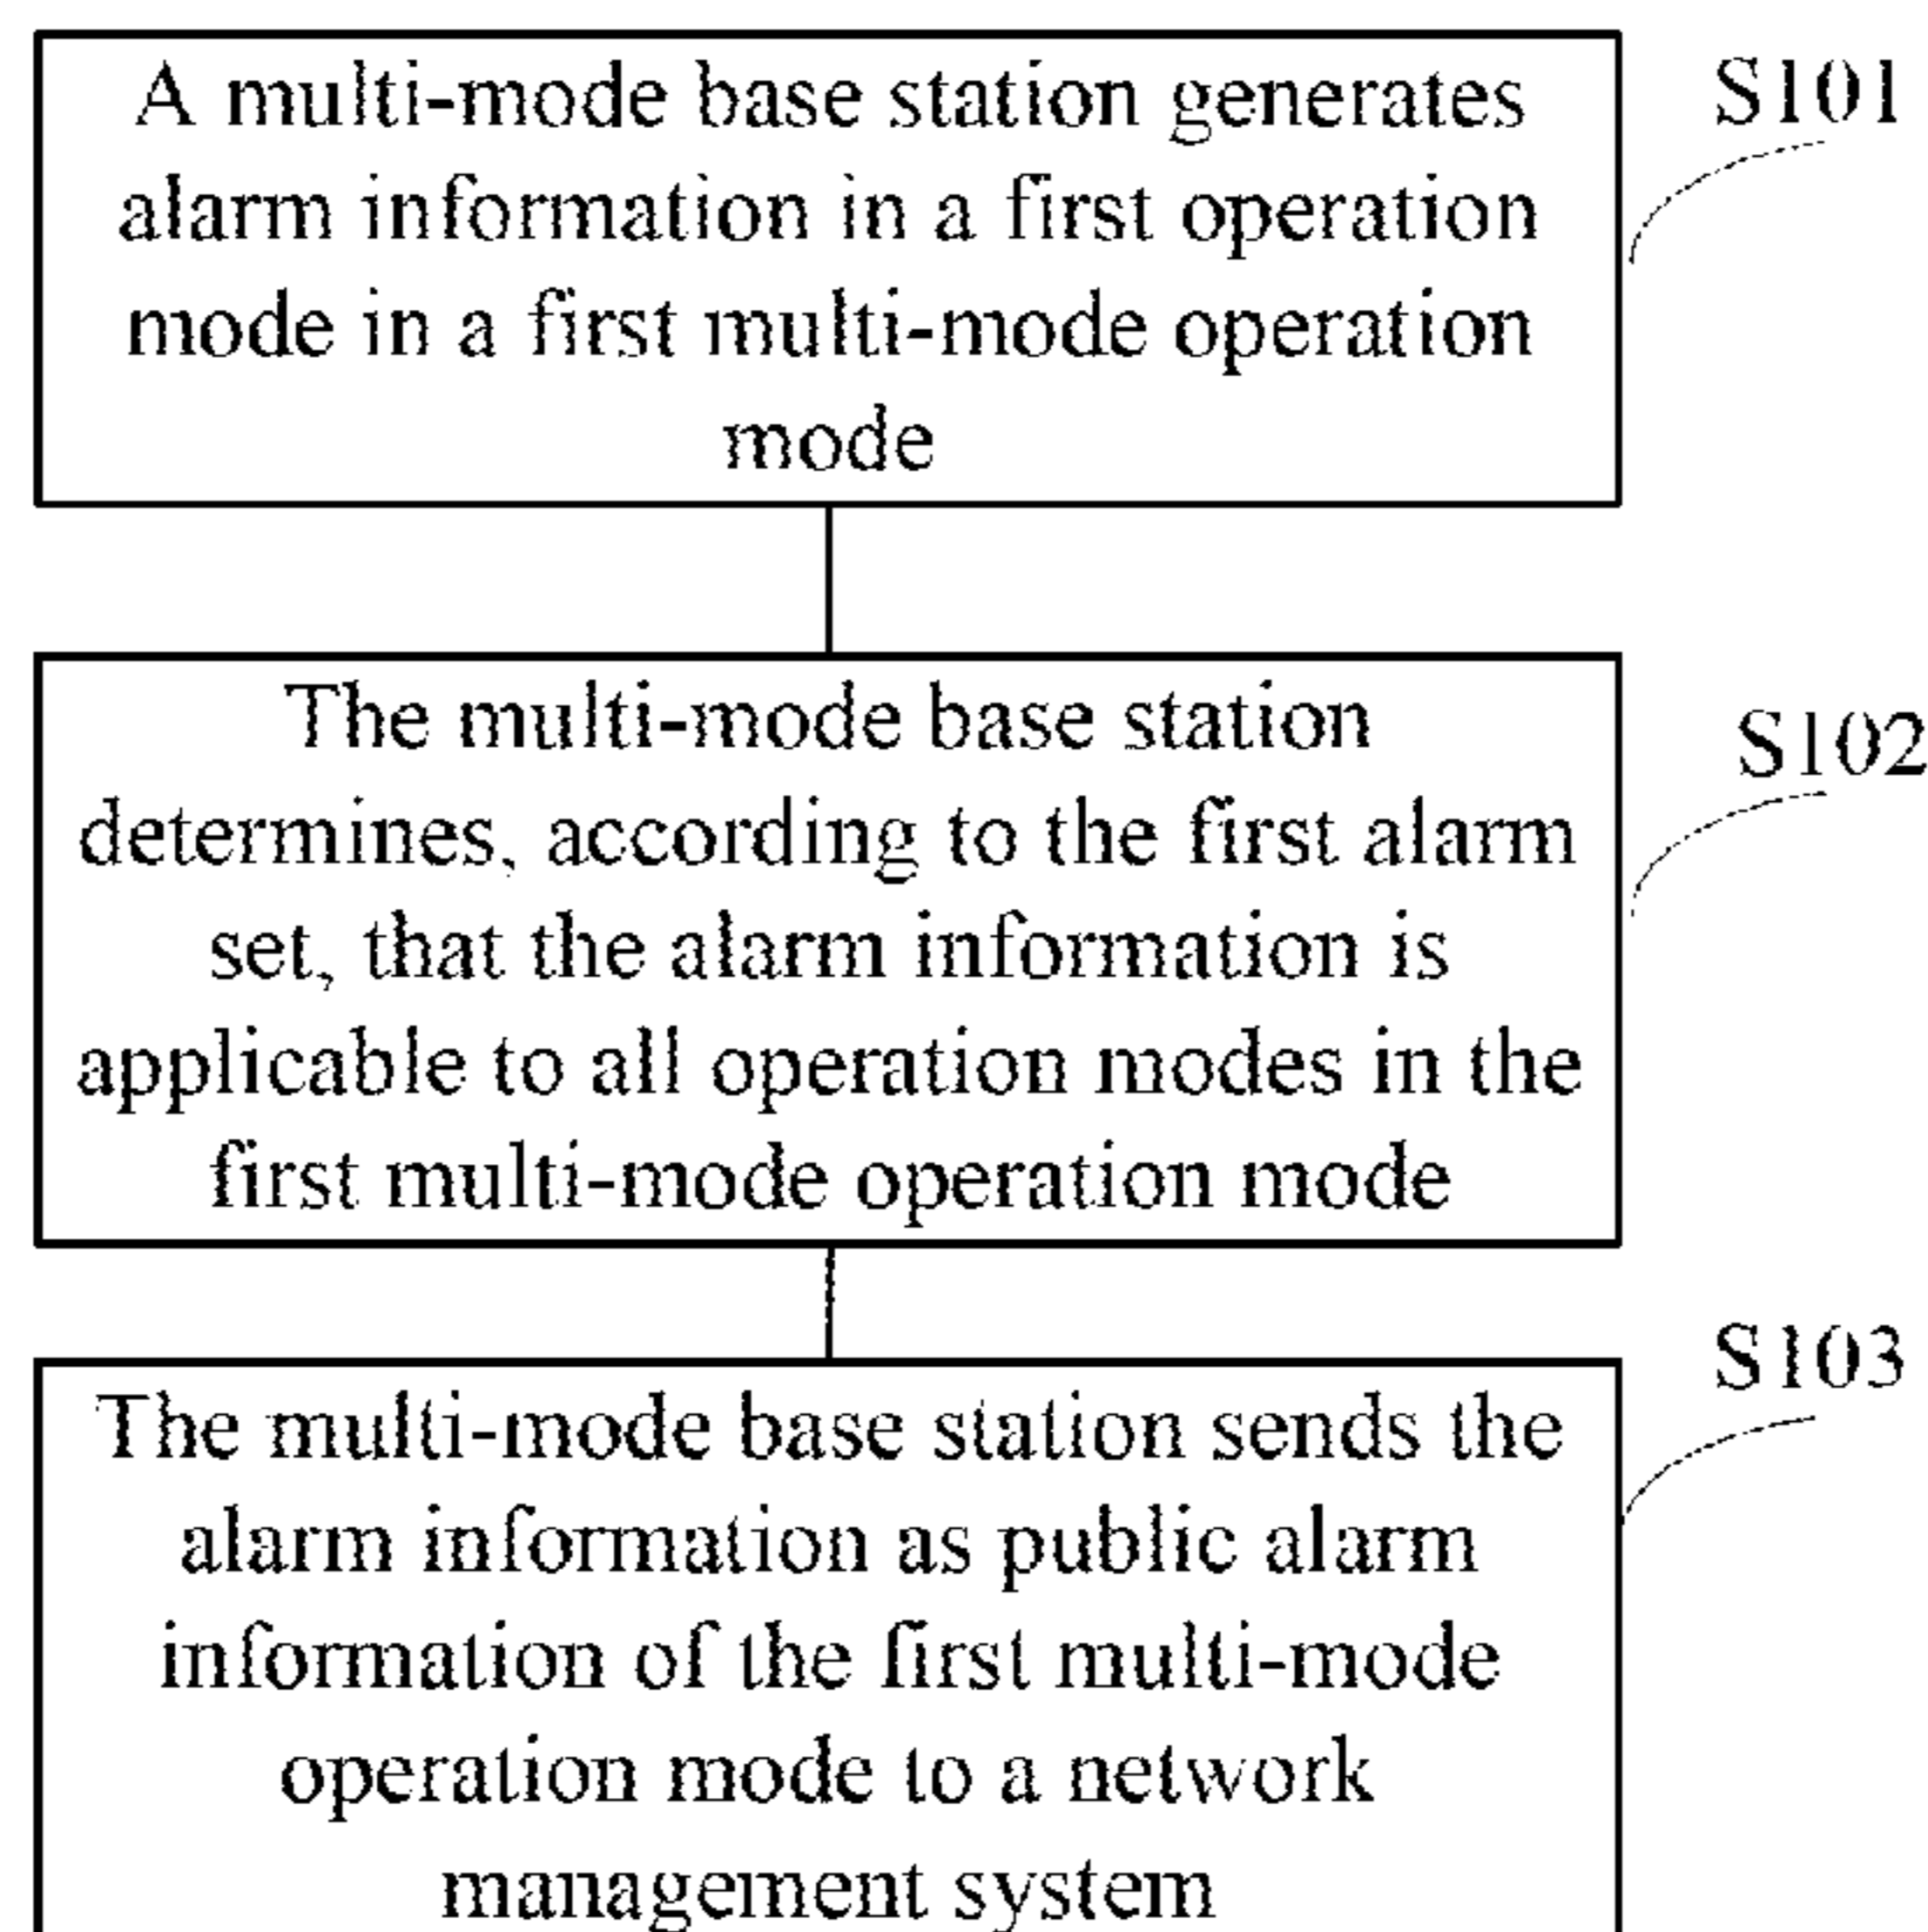 A multi-mode base station generates
alarm information in a first operation
mode in a first multi-mode operation
mode
S101
The multi-mode base station
determines, according to the first alarm
set, that the alarm information is
applicable to all operation modes in the
first multi-mode operation mode
S102
The multi-mode base station sends the
alarm information as public alarm
information of the first multi-mode
operation mode to a network
management system
S103